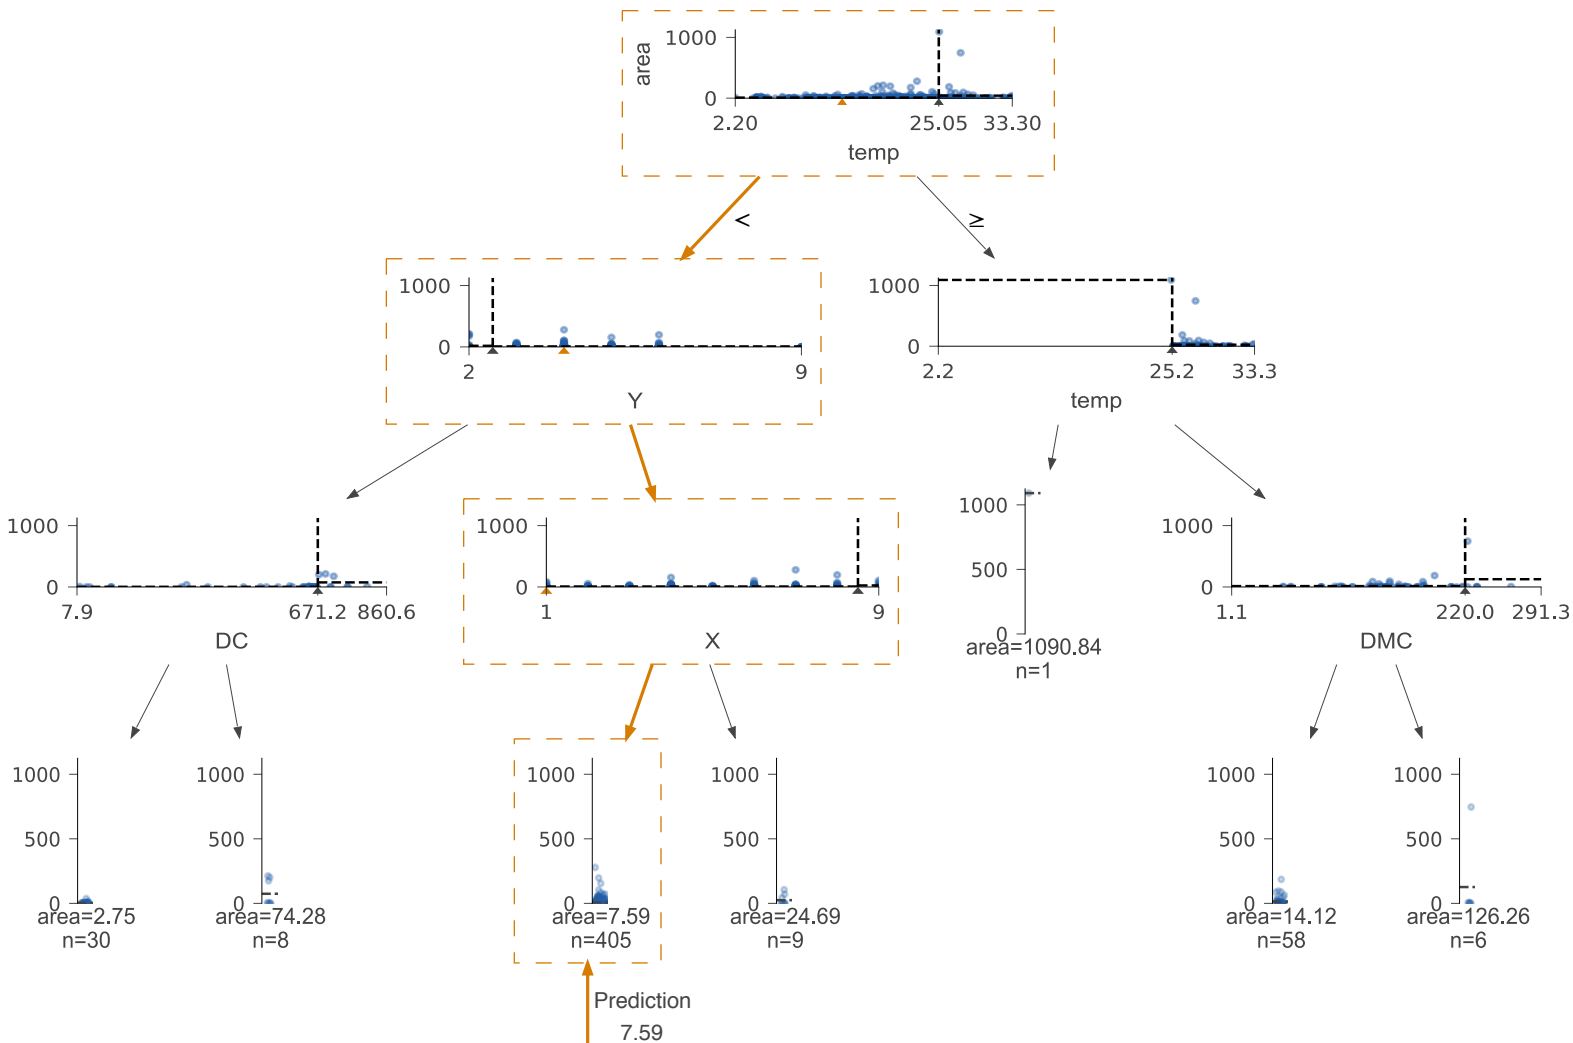 1000
area
0
2.20 25.05 33.30
temp
< ≥
1000
0
2 9
Y
1000
0
2.2 25.2 33.3
temp
1000
0
7.9 671.2 860.6
DC
1000
0
1 9
X
1000
500
0
area=1090.84
n=1
1000
0
1.1 220.0 291.3
DMC
1000
500
0
area=2.75
n=30
1000
500
0
area=74.28
n=8
1000
500
0
area=7.59
n=405
1000
500
0
area=24.69
n=9
1000
500
0
area=14.12
n=58
1000
500
0
area=126.26
n=6
Prediction
7.59